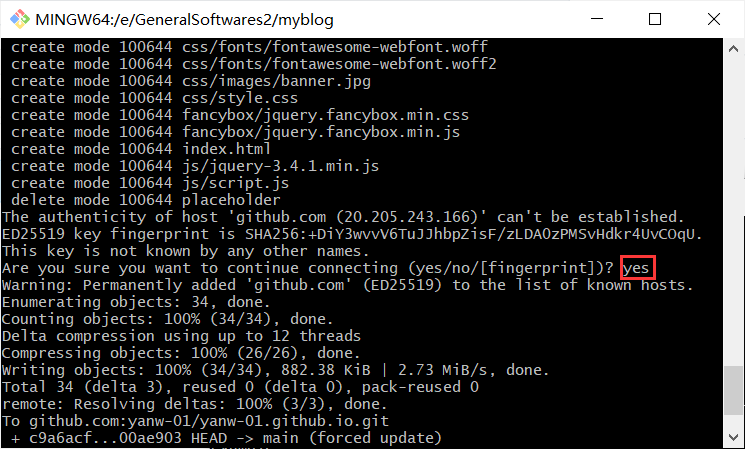 MINGW64:/e/GeneralSoftwares2/myblog
create mode 100644 css/fonts/fontawesome-webfont.woff
create mode 100644 css/fonts/fontawesome-webfont.woff2
create mode 100644 css/images/banner.jpg
create mode 100644 css/style.css
create mode 100644 fancybox/jquery.fancybox.min.css
create mode 100644 fancybox/jquery.fancybox.min.js
create mode 100644 index.html
create mode 100644 js/jquery-3.4.1.min.js
create mode 100644 js/script.js
delete mode 100644 placeholder
The authenticity of host 'github.com (20.205.243.166)' can't be established.
ED25519 key fingerprint is SHA256:+DiY3wvvV6TuJJhbpZisF/zLDA0zPMSvHdkr4UvCOqU.
This key is not known by any other names.
Are you sure you want to continue connecting (yes/no/[fingerprint])? yes
Warning: Permanently added 'github.com' (ED25519) to the list of known hosts.
Enumerating objects: 34, done.
Counting objects: 100% (34/34), done.
Delta compression using up to 12 threads
Compressing objects: 100% (26/26), done.
Writing objects: 100% (34/34), 882.38 KiB | 2.73 MiB/s, done.
Total 34 (delta 3), reused 0 (delta 0), pack-reused 0
remote: Resolving deltas: 100% (3/3), done.
To github.com:yanw-01/yanw-01.github.io.git
+ c9a6acf...00ae903 HEAD -> main (forced update)